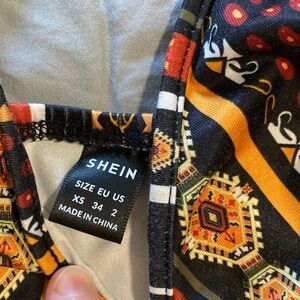 SHEIN
SIZE EU US
XS 34 2
MADE IN CHINA